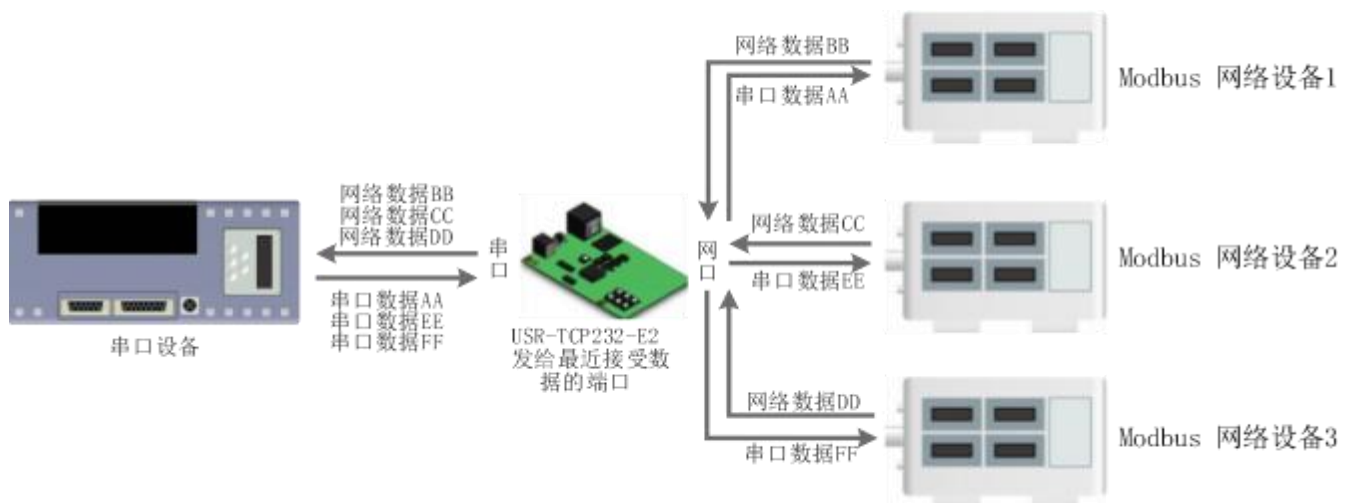 网络数据BB
串口数据AA
Modbus 网络设备1
网络数据BB
网络数据CC
网络数据DD
串口数据AA
串口数据EE
串口数据FF
串口设备
串口
网口
USR-TCP232-E2
发给最近接受数
据的端口
网络数据CC
串口数据EE
Modbus 网络设备2
网络数据DD
串口数据FF
Modbus 网络设备3